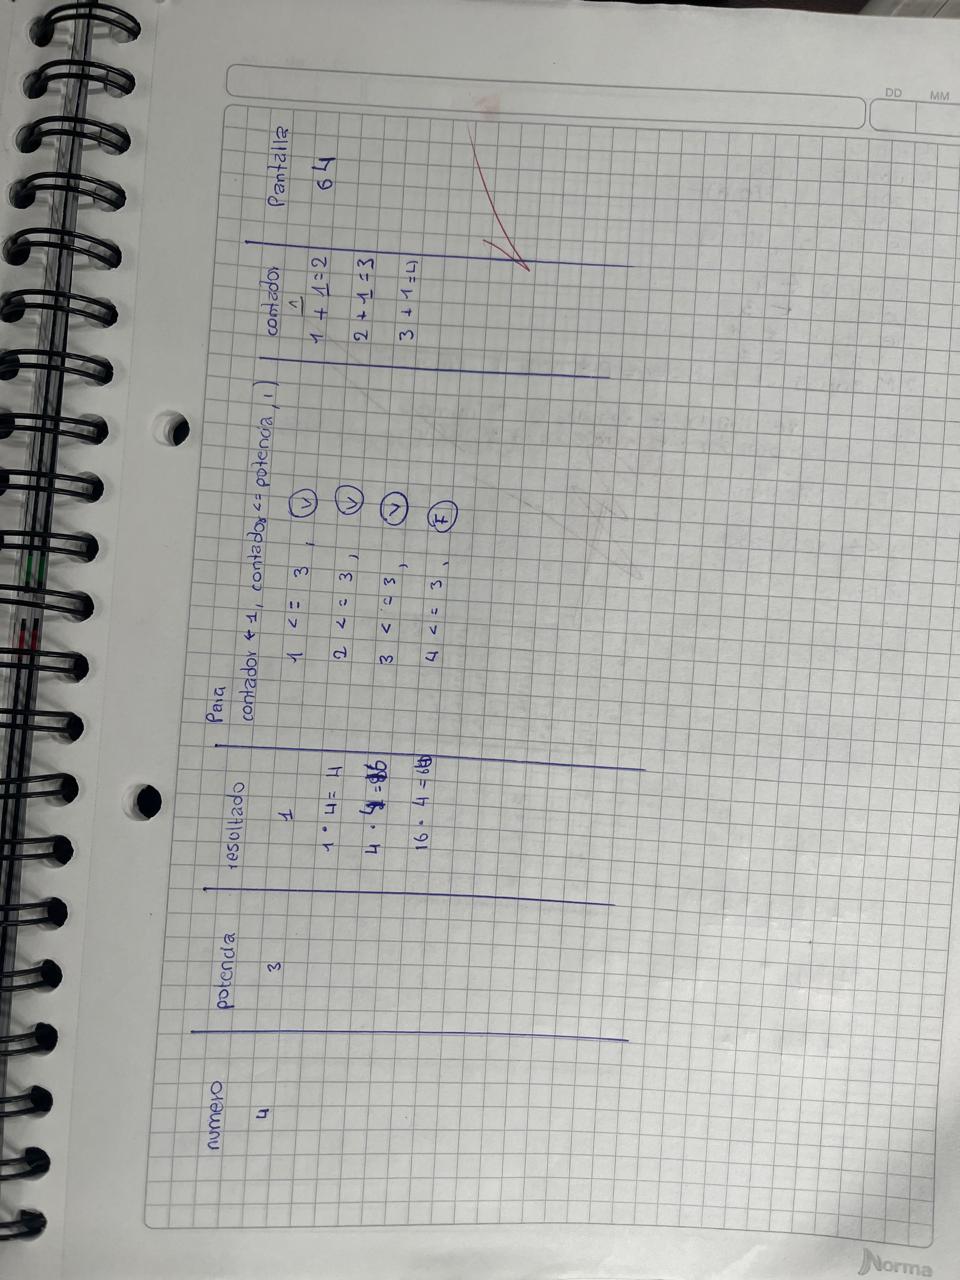 numero
4
potencia
3
resultado
1
1 * 4 = 4
4 * 4 = 16
16 * 4 = 64
Para
contador ← 1, contador <= potencia, 1)
1 <= 3, V
2 <= 3, V
3 <= 3, V
4 <= 3, F
contador
1
1 + 1 = 2
2 + 1 = 3
3 + 1 = 4
Pantalla
64
DD MM
Norma